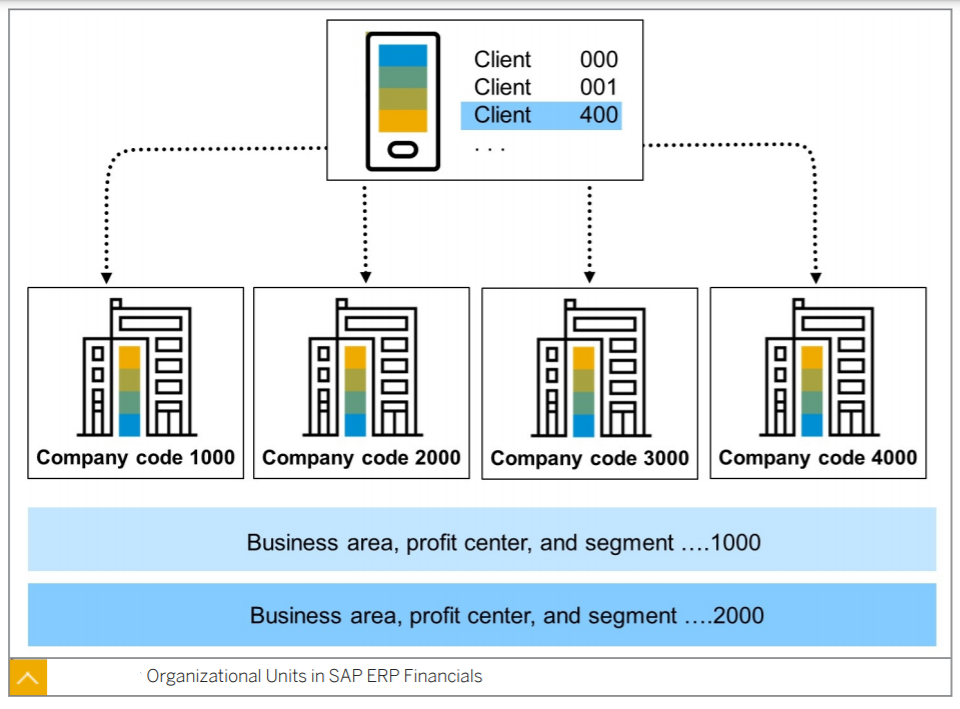 Client 000
Client 001
Client 400
. . .
Company code 1000
Company code 2000
Company code 3000
Company code 4000
Business area, profit center, and segment ....1000
Business area, profit center, and segment ....2000
Organizational Units in SAP ERP Financials